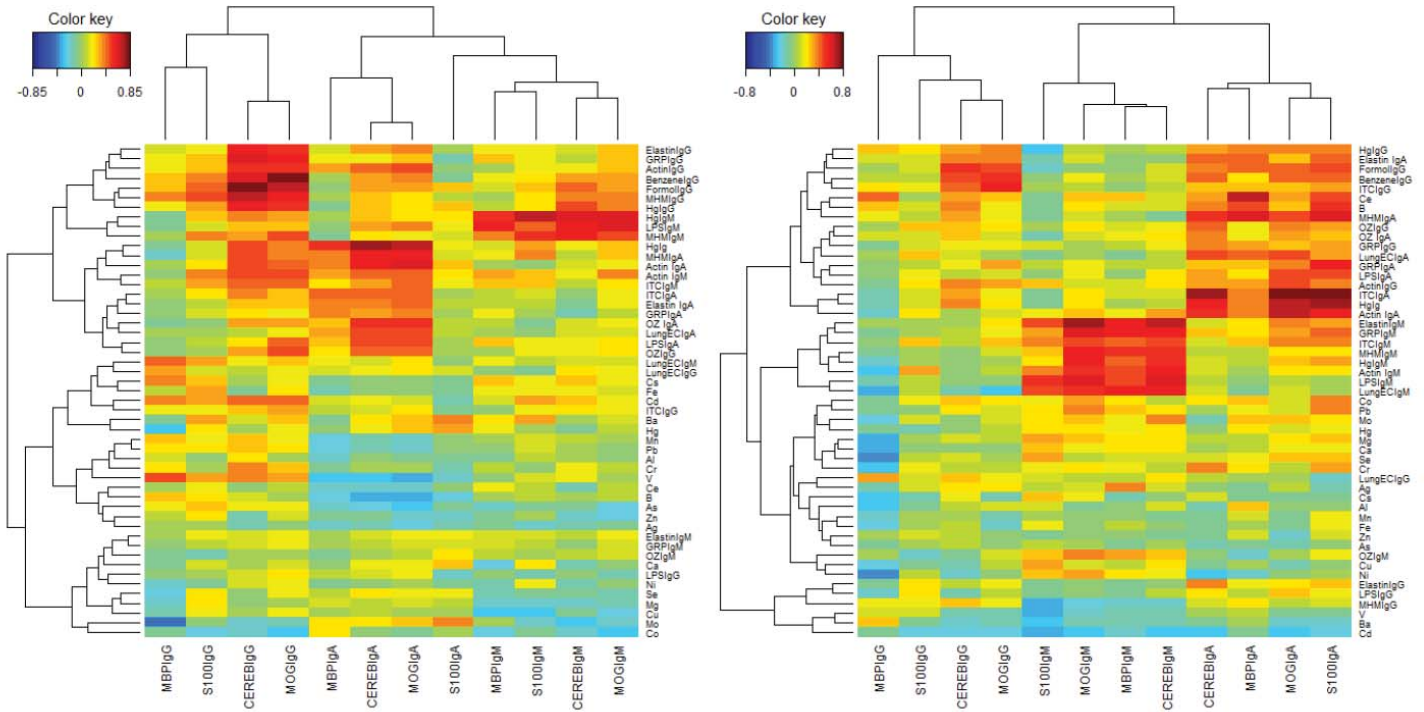 Color key
-0.85 0 0.85
ElastinIgG
GRPIgG
ActinIgG
BenzeneIgG
FormolIgG
MHMIgG
HgIgG
HgIgM
LPSIgM
MHMIgM
HgIg
MHMIgA
Actin IgA
Actin IgM
ITCIgM
ITCIgA
Elastin IgA
GRPIgA
OZ IgA
LungECIgA
LPSIgA
OZIgG
LungECIgM
LungECIgG
Cs
Fe
Cd
ITCIgG
Ba
Hg
Mn
Pb
Al
Cr
V
Ce
B
As
Zn
Ag
ElastinIgM
GRPIgM
OZIgM
Ca
LPSIgG
Ni
Se
Mg
Cu
Mo
Co
MBPIgG
S100IgG
CEREBIgG
MOGIgG
MBPIgA
CEREBIgA
MOGIgA
S100IgA
MBPIgM
S100IgM
CEREBIgM
MOGIgM
Color key
-0.8 0 0.8
HgIgG
Elastin IgA
FormolIgG
BenzeneIgG
ITCIgG
Ce
B
MHMIgA
OZIgG
OZ IgA
GRPIgG
LungECIgA
GRPIgA
LPSIgA
ActinIgG
ITCIgA
HgIg
Actin IgA
ElastinIgM
GRPIgM
ITCIgM
MHMIgM
HgIgM
Actin IgM
LPSIgM
LungECIgM
Co
Pb
Mo
Hg
Mg
Ca
Se
Cr
LungECIgG
Ag
Cs
Al
Mn
Fe
Zn
As
OZIgM
Cu
Ni
ElastinIgG
LPSIgG
MHMIgG
V
Ba
Cd
MBPIgG
S100IgG
CEREBIgG
MOGIgG
S100IgM
MOGIgM
MBPIgM
CEREBIgM
CEREBIgA
MBPIgA
MOGIgA
S100IgA